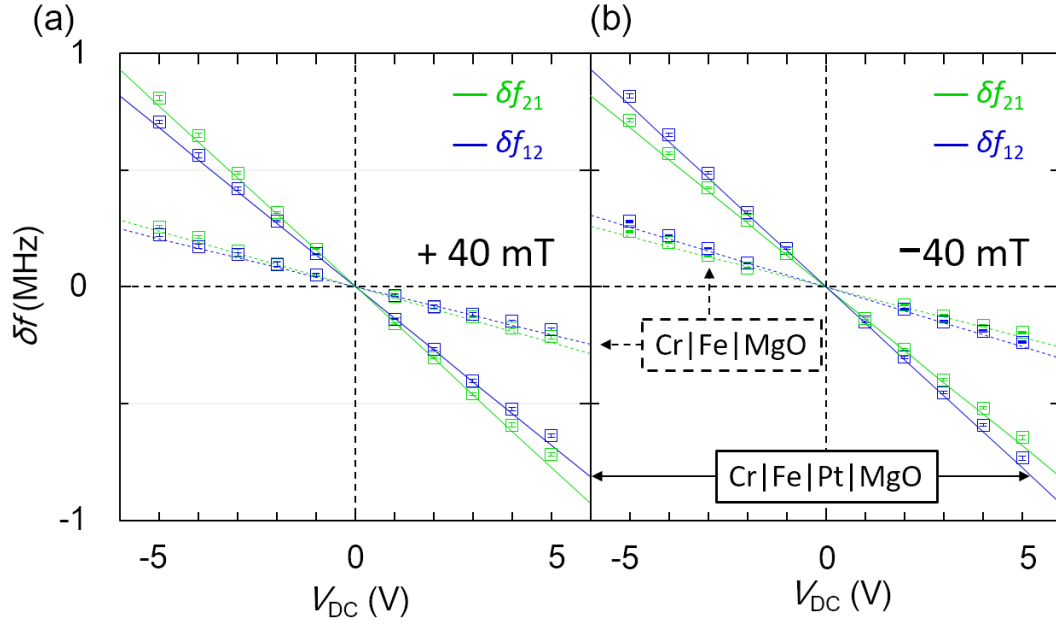 (a)
(b)
1
δf21
δf12
δf21
δf12
+ 40 mT
−40 mT
0
δf (MHz)
Cr|Fe|MgO
Cr|Fe|Pt|MgO
-1
-5
0
5
-5
0
5
VDC (V)
VDC (V)